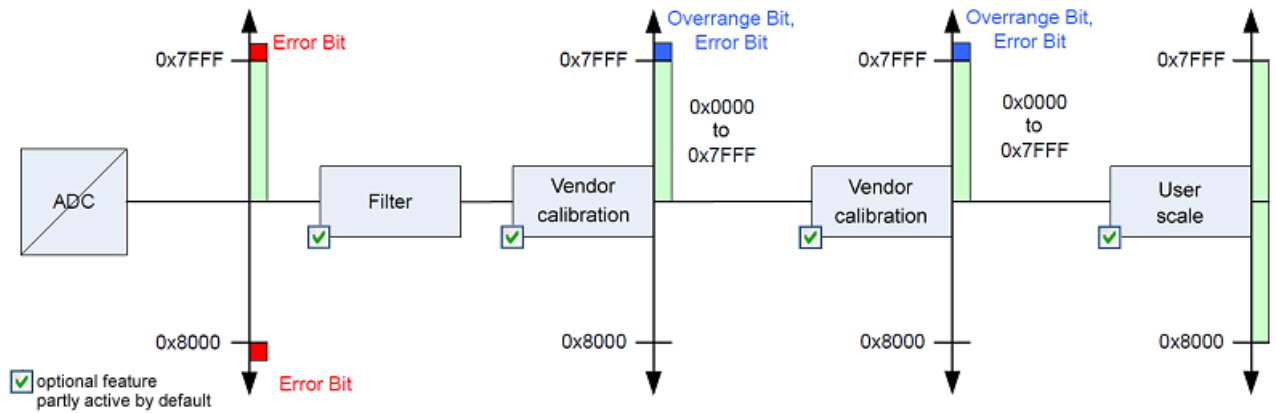 Error Bit
0x7FFF
Overrange Bit,
Error Bit
0x7FFF
0x0000
to
0x7FFF
Overrange Bit,
Error Bit
0x7FFF
0x0000
to
0x7FFF
0x7FFF
ADC
Filter
Vendor
calibration
Vendor
calibration
User
scale
0x8000
Error Bit
0x8000
0x8000
0x8000
optional feature
partly active by default